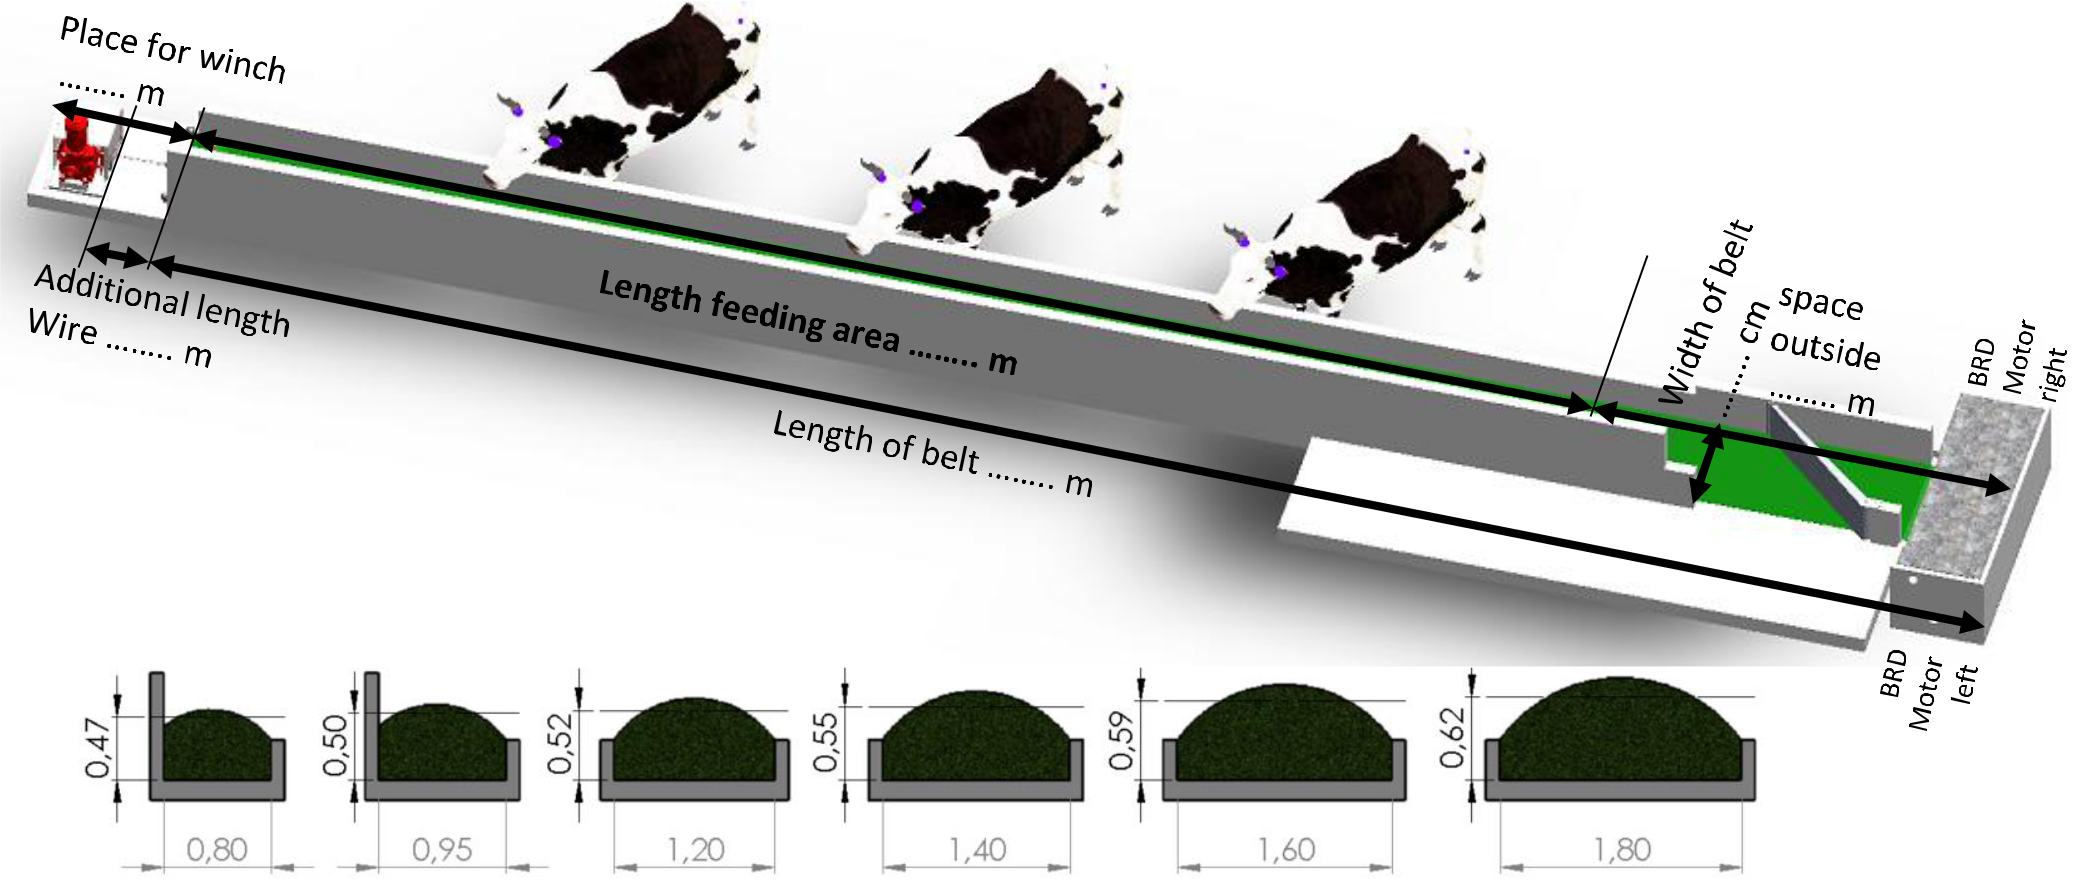 Place for winch
........ m
Additional length
Wire ........ m
Length feeding area ........ m
Length of belt ........ m
Width of belt
........ cm
space
outside
........ m
BRD
Motor
right
BRD
Motor
left
0,47
0,80
0,50
0,95
0,52
1,20
0,55
1,40
0,59
1,60
0,62
1,80